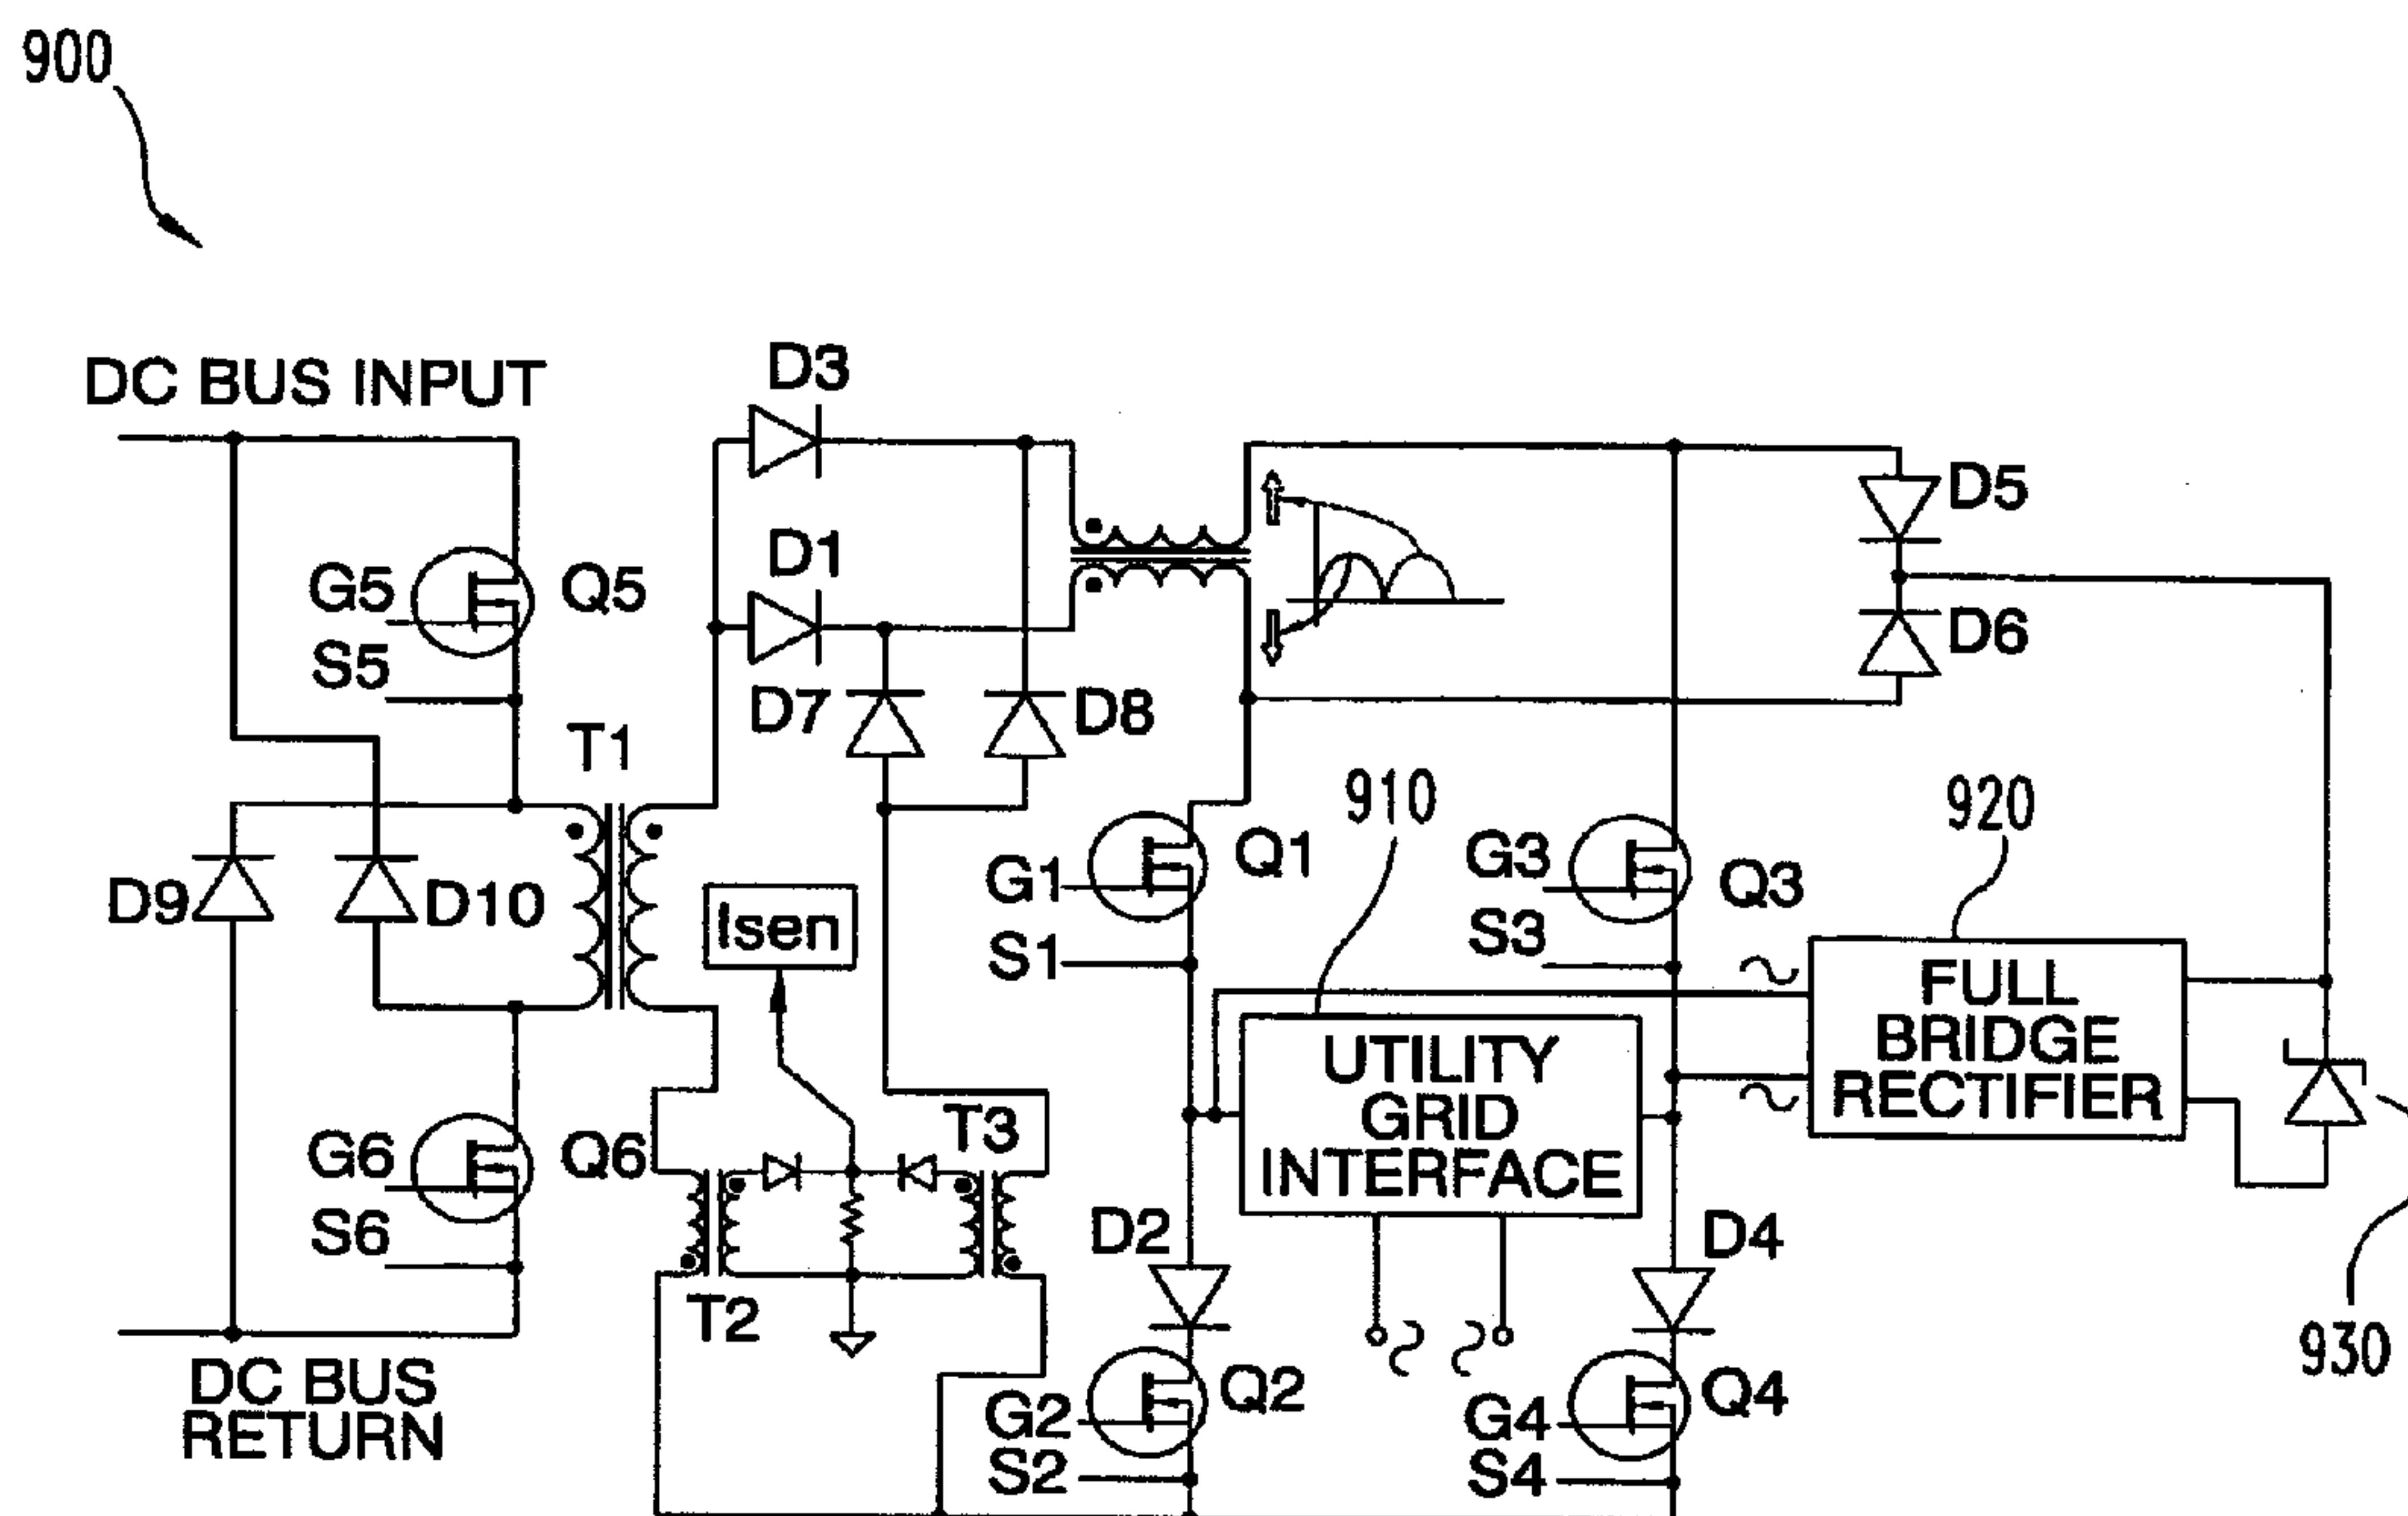 900
DC BUS INPUT
D3
D1
D5
D6
G5
Q5
S5
D7
D8
T1
910
920
D9
D10
Isen
G1
Q1
S1
G3
Q3
S3
FULL
BRIDGE
RECTIFIER
UTILITY
GRID
INTERFACE
G6
Q6
S6
T3
T2
D2
D4
930
DC BUS
RETURN
G2
Q2
S2
G4
Q4
S4